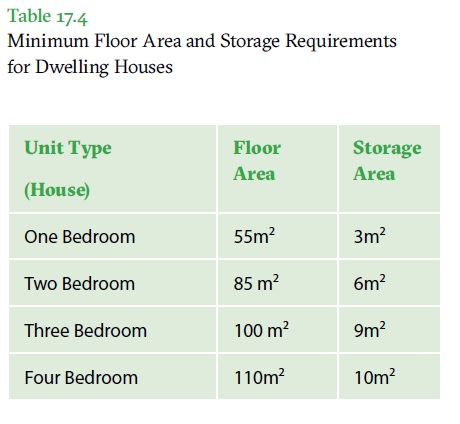 Table 17.4
Minimum Floor Area and Storage Requirements
for Dwelling Houses
Unit Type
(House)
Floor
Area
Storage
Area
One Bedroom 55m² 3m²
Two Bedroom 85 m² 6m²
Three Bedroom 100 m² 9m²
Four Bedroom 110m² 10m²